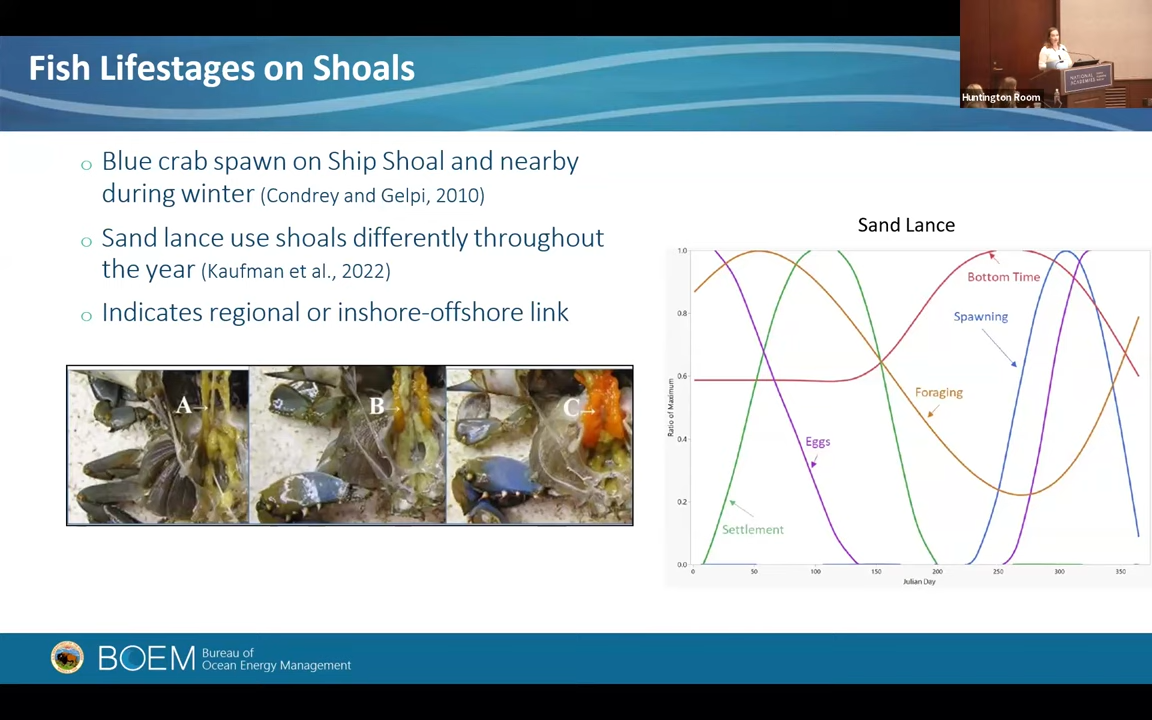 Fish Lifestages on Shoals
NATIONAL
ACADEMIES
Huntington Room
o Blue crab spawn on Ship Shoal and nearby
during winter (Condrey and Gelpi, 2010)
o Sand lance use shoals differently throughout
the year (Kaufman et al., 2022)
o Indicates regional or inshore-offshore link
A
B
C
Sand Lance
Ratio of Maximum
1.0
0.8
0.6
0.4
0.2
0.0
Bottom Time
Spawning
Foraging
Eggs
Settlement
0 50 100 150 200 250 300 350
Julian Day
BOEM
Bureau of
Ocean Energy Management